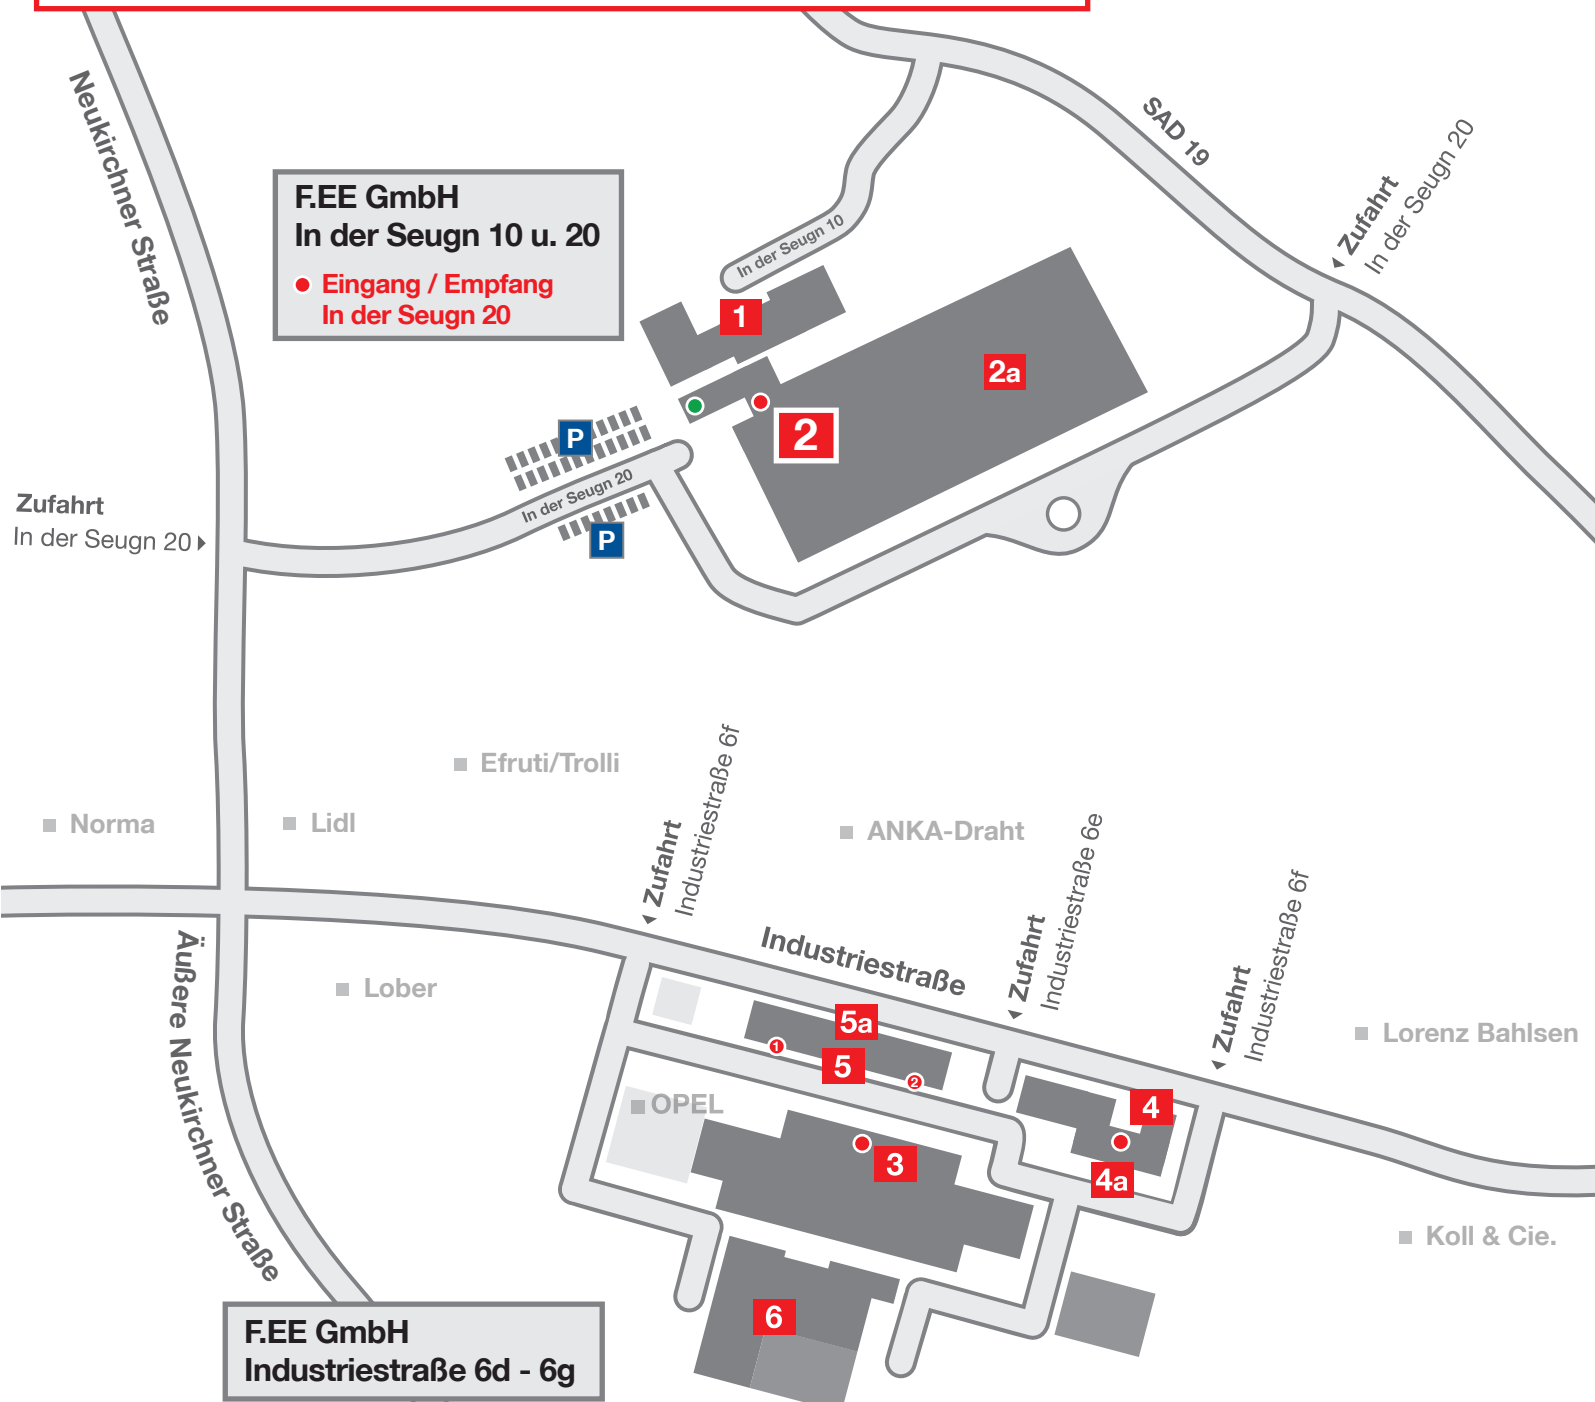 Neukirchner Straße
SAD 19
Zufahrt
In der Seugn 20
F.EE GmbH
In der Seugn 10 u. 20
Eingang / Empfang
In der Seugn 20
In der Seugn 10
1
2a
2
P
In der Seugn 20
P
Zufahrt
In der Seugn 20
Efruti/Trolli
Norma
Lidl
ANKA-Draht
Zufahrt
Industriestraße 6f
Zufahrt
Industriestraße 6e
Zufahrt
Industriestraße 6f
Industriestraße
Äußere Neukirchner Straße
Lober
Lorenz Bahlsen
5a
1
5
2
OPEL
4
3
4a
Koll & Cie.
6
F.EE GmbH
Industriestraße 6d - 6g